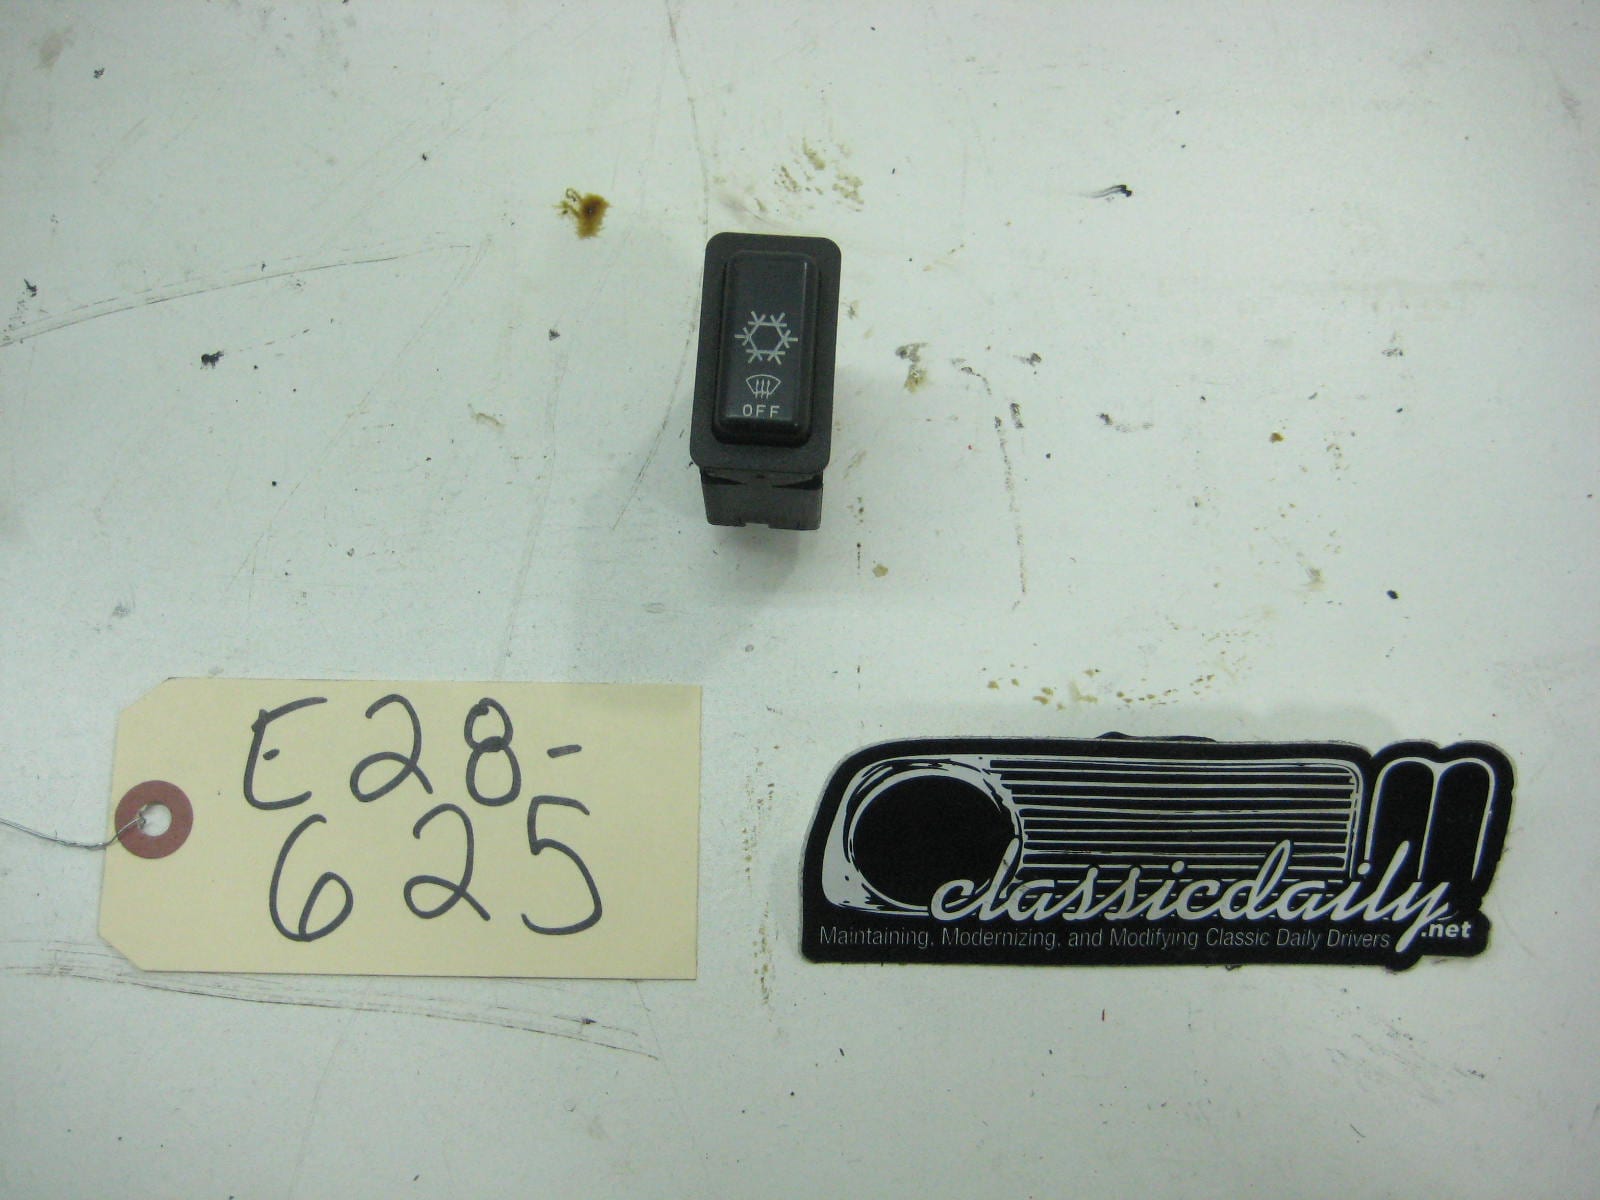 OFF
E28-
625
classicdaily
.net
Maintaining, Modernizing, and Modifying Classic Daily Drivers